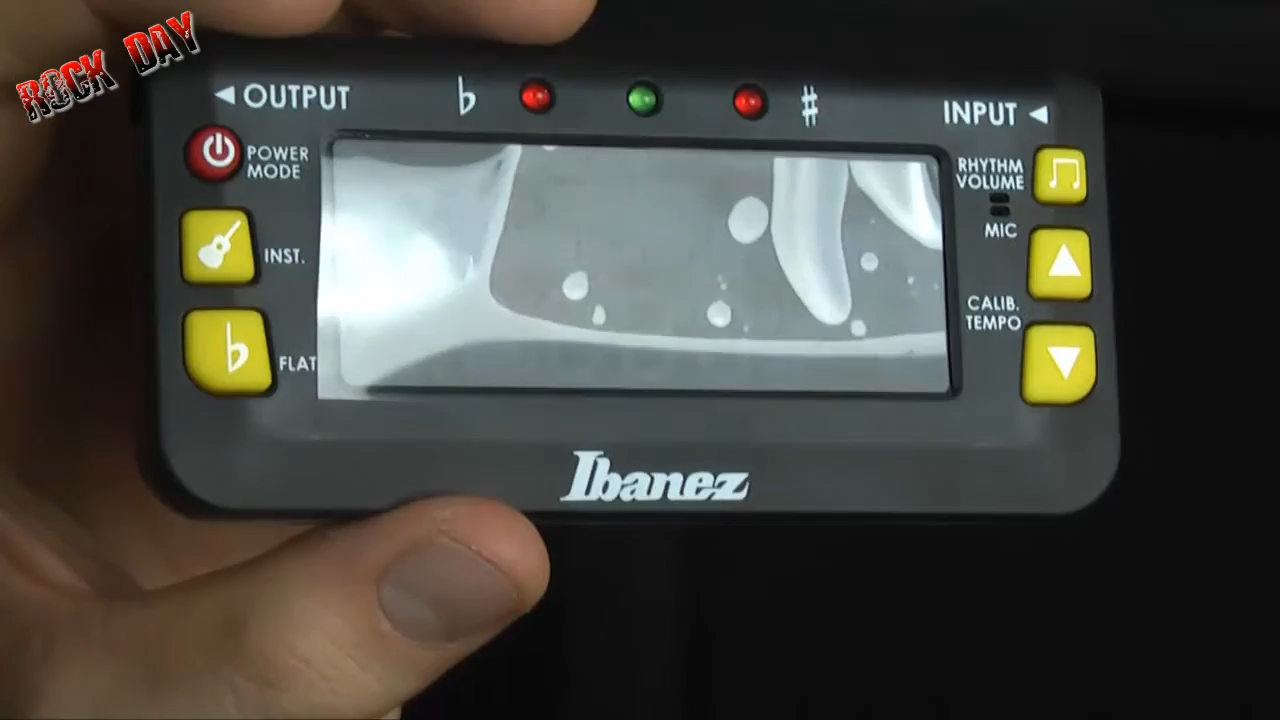 ROCK DAY
◄ OUTPUT
♭
♯
INPUT ◄
POWER
MODE
RHYTHM
VOLUME
MIC
INST.
CALIB.
TEMPO
♭
FLAT
Ibanez